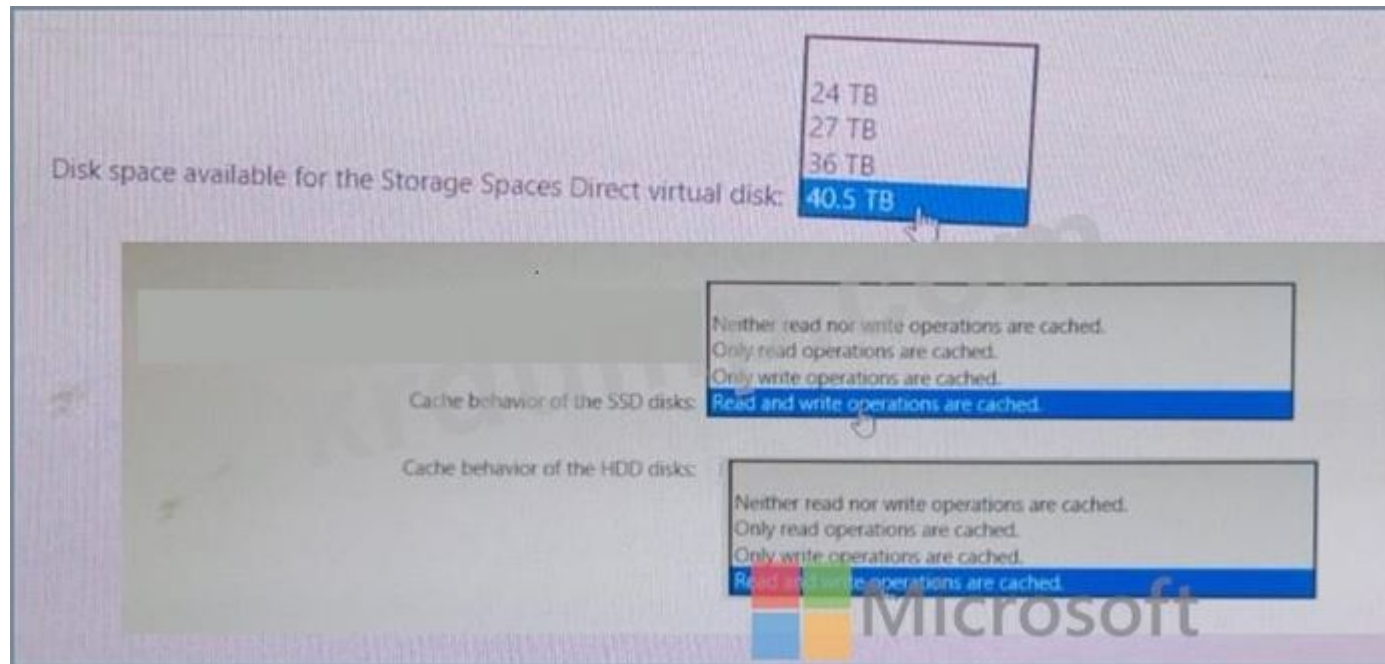 24 TB
27 TB
36 TB
Disk space available for the Storage Spaces Direct virtual disk: 40.5 TB
Neither read nor write operations are cached.
Only read operations are cached.
Only write operations are cached.
Cache behavior of the SSD disks: Read and write operations are cached.
Cache behavior of the HDD disks:
Neither read nor write operations are cached.
Only read operations are cached.
Only write operations are cached.
Read and write operations are cached.
Microsoft